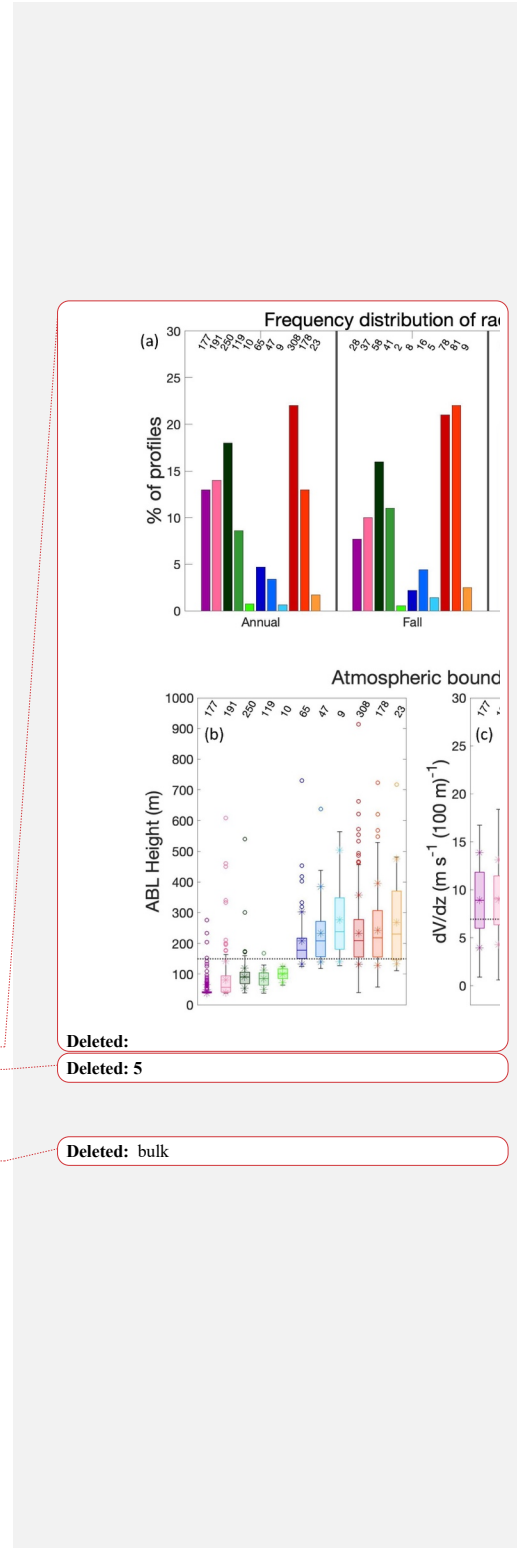 Frequency distribution of rac
(a)
30
177 191 250 119 10 65 47 9 308 178 23
28 37 58 41 2 8 16 5 78 81 9
25
20
15
10
5
0
% of profiles
Annual
Fall
Atmospheric bound
1000
900
800
700
600
500
400
300
200
100
0
ABL Height (m)
177 191 250 119 10 65 47 9 308 178 23
(b)
30
25
20
15
10
5
0
dV/dz (m s⁻¹ (100 m)⁻¹)
177
(c)
Deleted:
Deleted: 5
Deleted: bulk